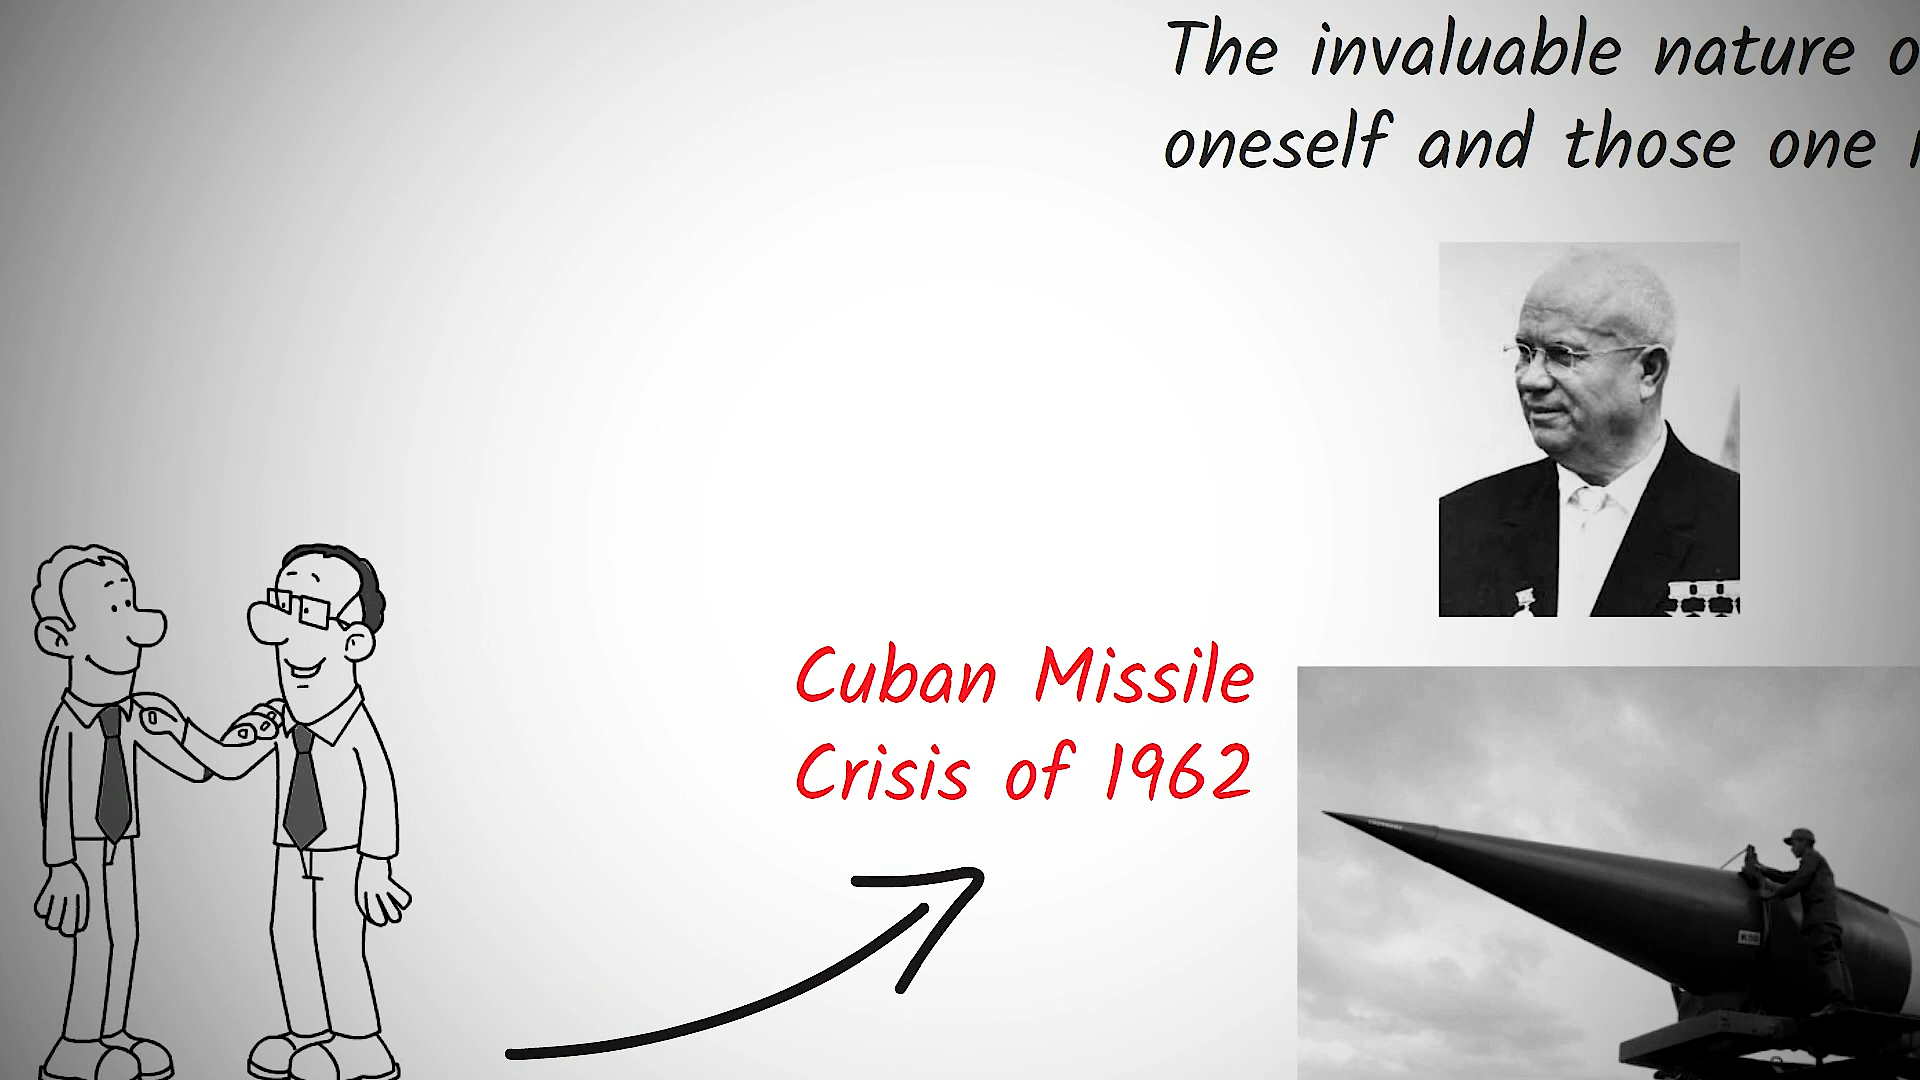 The invaluable nature o
oneself and those one
Cuban Missile
Crisis of 1962